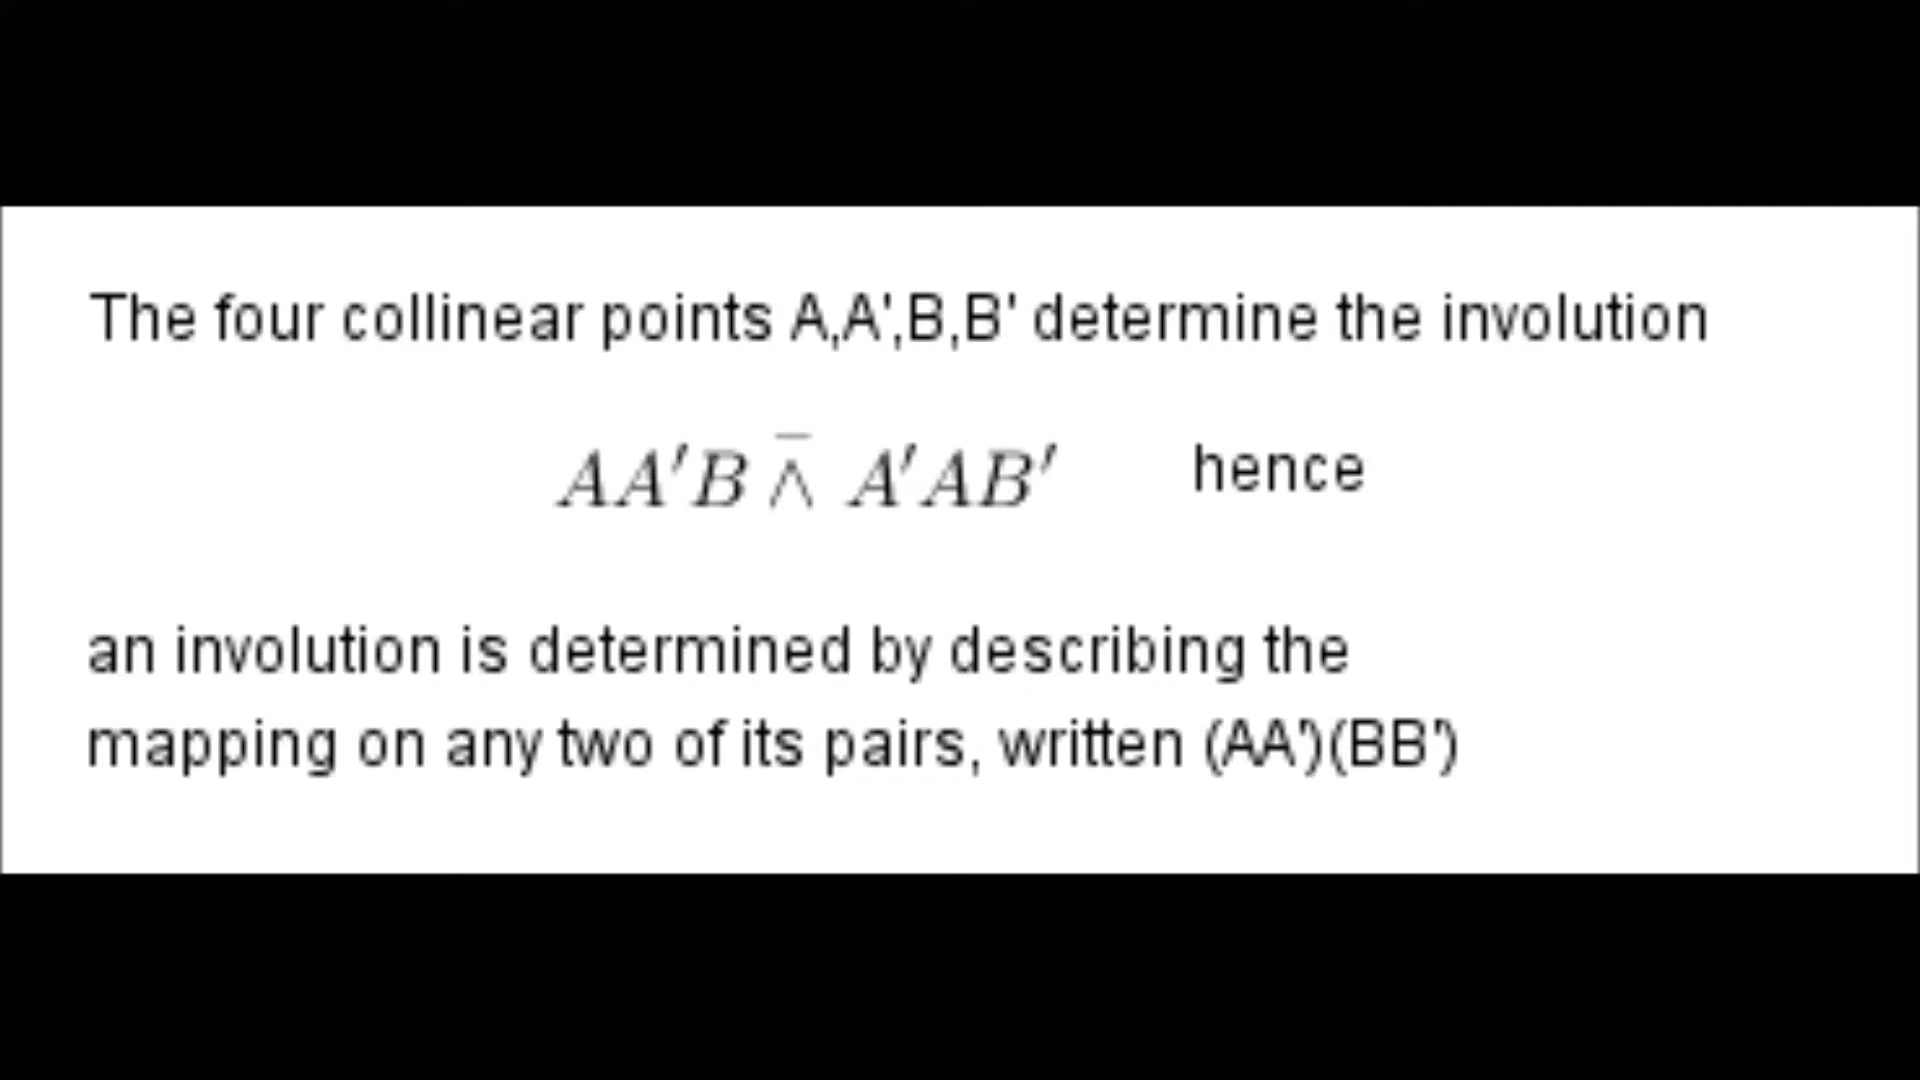 The four collinear points A,A',B,B' determine the involution
AA′B ⊼ A′AB′ hence
an involution is determined by describing the
mapping on any two of its pairs, written (AA')(BB')